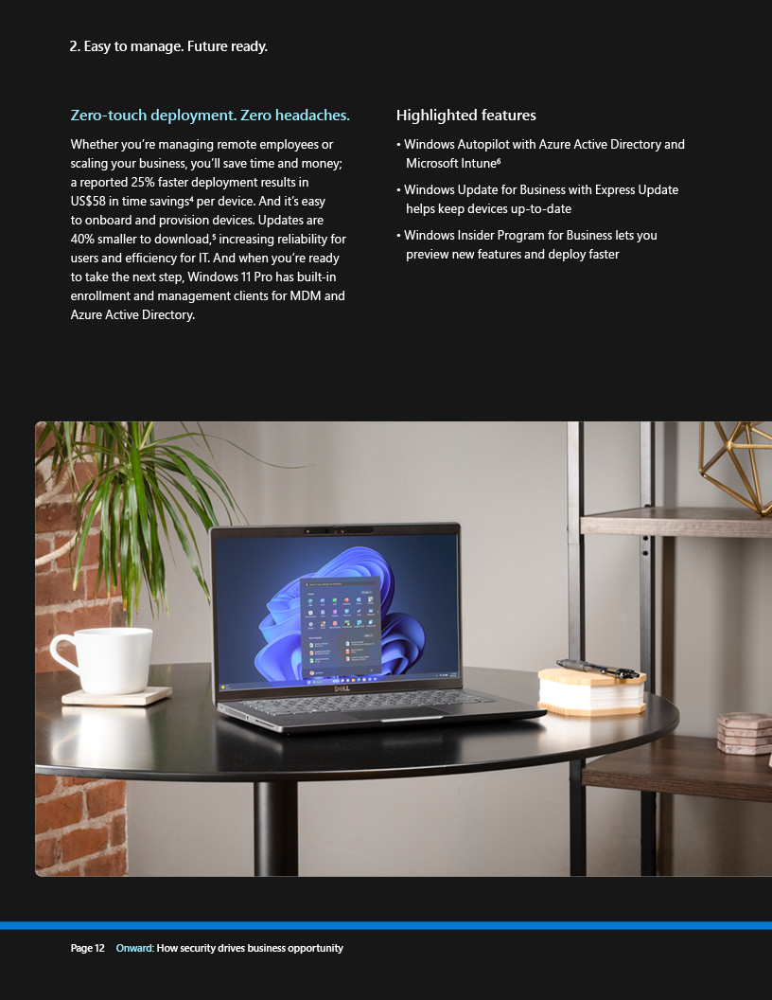 2. Easy to manage. Future ready.
Zero-touch deployment. Zero headaches.
Whether you’re managing remote employees or
scaling your business, you’ll save time and money;
a reported 25% faster deployment results in
US$58 in time savings⁴ per device. And it’s easy
to onboard and provision devices. Updates are
40% smaller to download,⁵ increasing reliability for
users and efficiency for IT. And when you’re ready
to take the next step, Windows 11 Pro has built-in
enrollment and management clients for MDM and
Azure Active Directory.
Highlighted features
• Windows Autopilot with Azure Active Directory and
Microsoft Intune⁶
• Windows Update for Business with Express Update
helps keep devices up-to-date
• Windows Insider Program for Business lets you
preview new features and deploy faster
DELL
Page 12 Onward: How security drives business opportunity